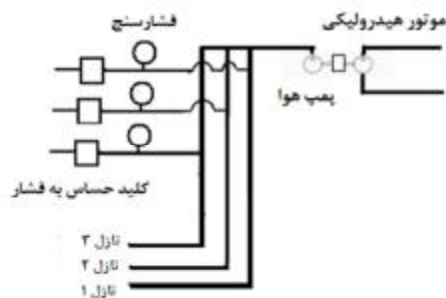 فشارسنج
موتور هیدرولیکی
پمپ هوا
کلید حساس به فشار
نازل ۳
نازل ۲
نازل ۱